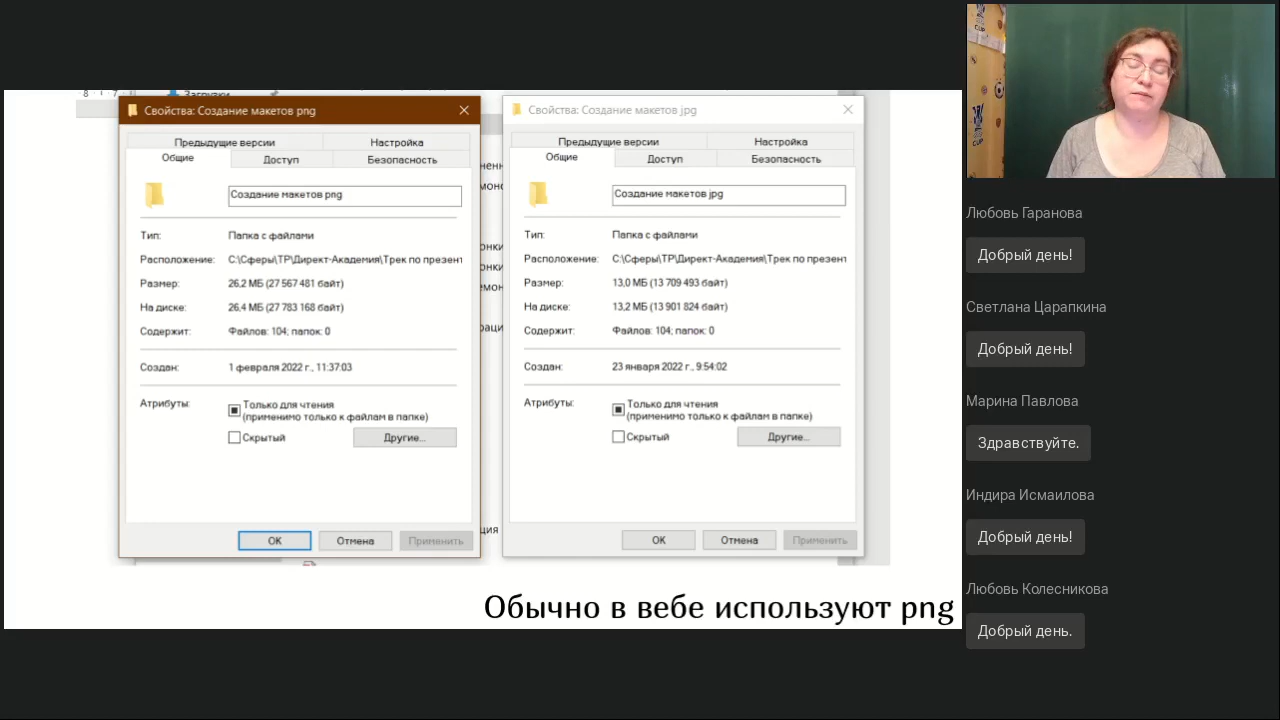 Загрузки
Свойства: Создание макетов png
Предыдущие версии
Настройка
Общие
Доступ
Безопасность
Создание макетов png
Тип:
Папка с файлами
Расположение:
C:\Сферы\ТР\Директ-Академия\Трек по презент
Размер:
26,2 МБ (27 567 481 байт)
На диске:
26,4 МБ (27 783 168 байт)
Содержит:
Файлов: 104; папок: 0
Создан:
1 февраля 2022 г., 11:37:03
Атрибуты:
Только для чтения
(применимо только к файлам в папке)
Скрытый
Другие...
ОК
Отмена
Применить
Свойства: Создание макетов jpg
Предыдущие версии
Настройка
Общие
Доступ
Безопасность
Создание макетов jpg
Тип:
Папка с файлами
Расположение:
C:\Сферы\ТР\Директ-Академия\Трек по презент
Размер:
13,0 МБ (13 709 493 байт)
На диске:
13,2 МБ (13 901 824 байт)
Содержит:
Файлов: 104; папок: 0
Создан:
23 января 2022 г., 9:54:02
Атрибуты:
Только для чтения
(применимо только к файлам в папке)
Скрытый
Другие...
ОК
Отмена
Применить
Обычно в вебе используют png
Любовь Гаранова
Добрый день!
Светлана Царапкина
Добрый день!
Марина Павлова
Здравствуйте.
Индира Исмаилова
Добрый день!
Любовь Колесникова
Добрый день.